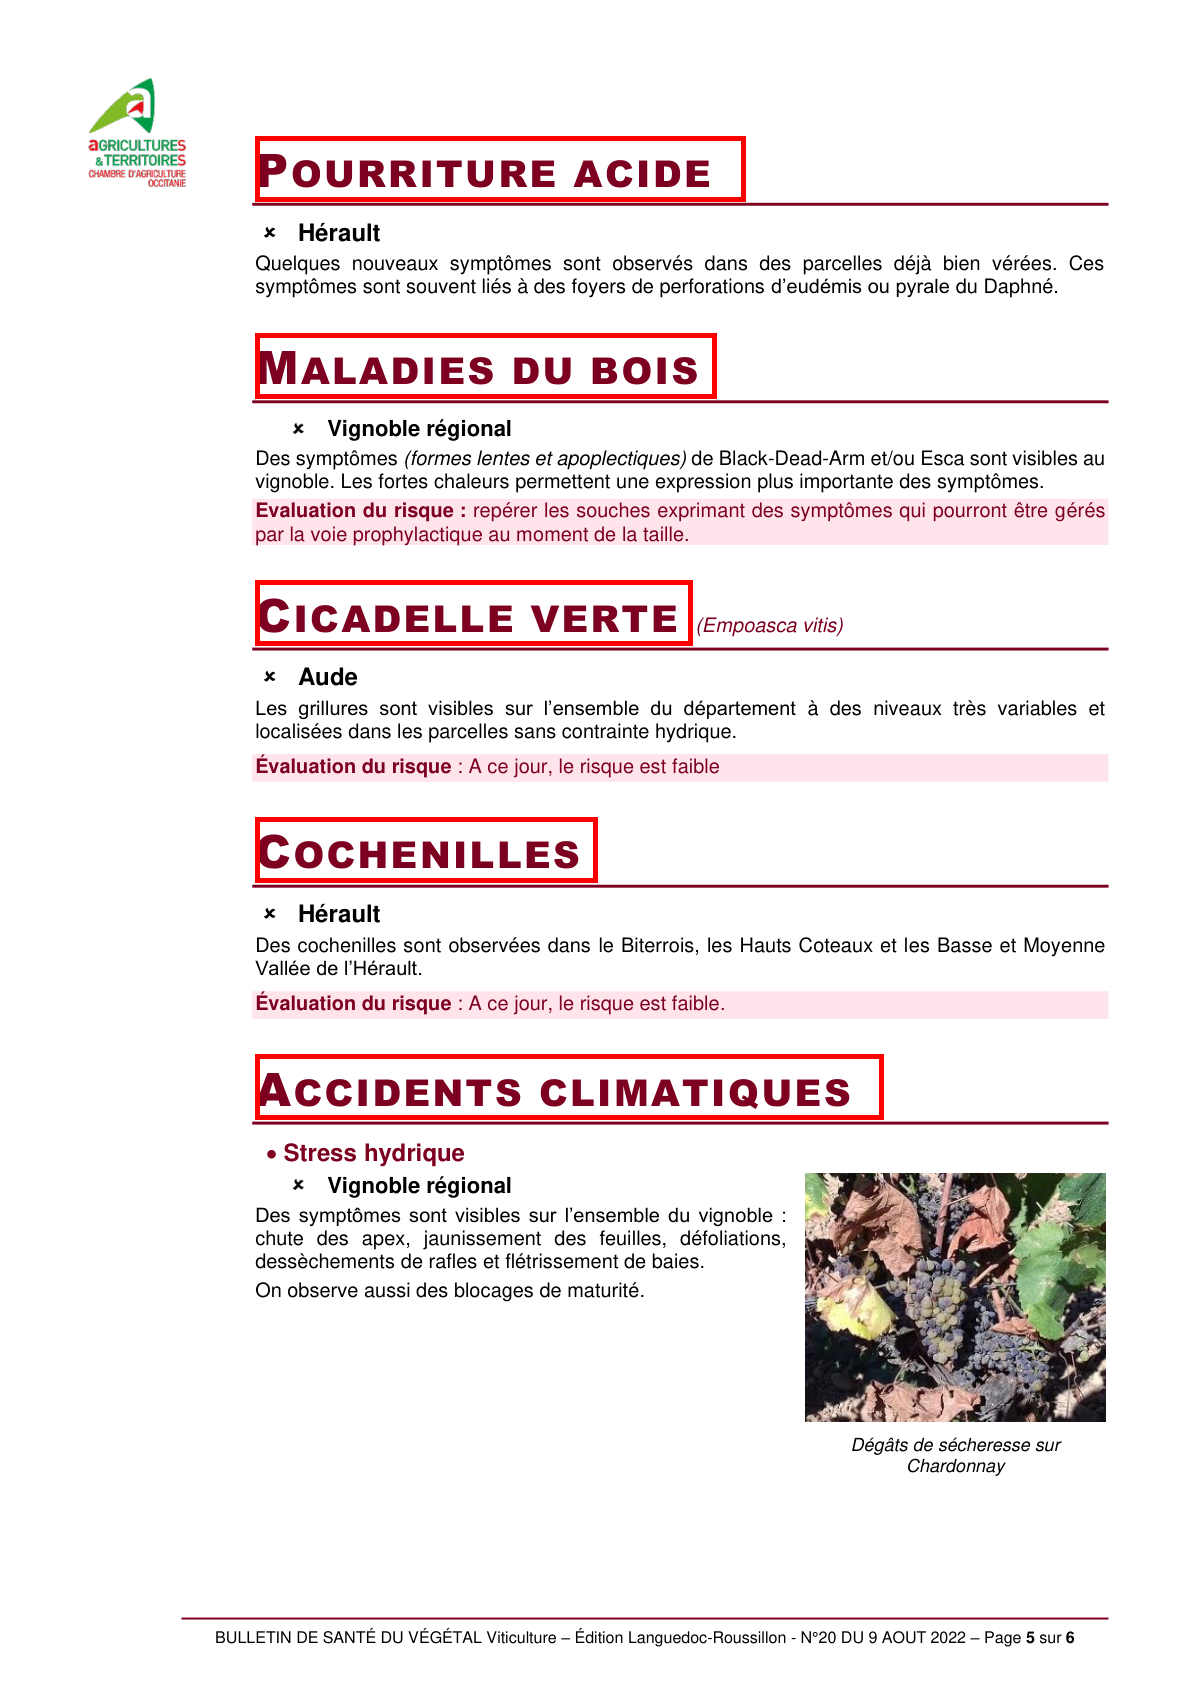 aGRICULTURES
& TERRITOIRES
CHAMBRE D'AGRICULTURE
OCCITANIE
POURRITURE ACIDE
Hérault
Quelques nouveaux symptômes sont observés dans des parcelles déjà bien vérées. Ces
symptômes sont souvent liés à des foyers de perforations d'eudémis ou pyrale du Daphné.
MALADIES DU BOIS
Vignoble régional
Des symptômes (formes lentes et apoplectiques) de Black-Dead-Arm et/ou Esca sont visibles au
vignoble. Les fortes chaleurs permettent une expression plus importante des symptômes.
Evaluation du risque : repérer les souches exprimant des symptômes qui pourront être gérés
par la voie prophylactique au moment de la taille.
CICADELLE VERTE (Empoasca vitis)
Aude
Les grillures sont visibles sur l'ensemble du département à des niveaux très variables et
localisées dans les parcelles sans contrainte hydrique.
Évaluation du risque : A ce jour, le risque est faible
COCHENILLES
Hérault
Des cochenilles sont observées dans le Biterrois, les Hauts Coteaux et les Basse et Moyenne
Vallée de l'Hérault.
Évaluation du risque : A ce jour, le risque est faible.
ACCIDENTS CLIMATIQUES
• Stress hydrique
Vignoble régional
Des symptômes sont visibles sur l'ensemble du vignoble :
chute des apex, jaunissement des feuilles, défoliations,
dessèchements de rafles et flétrissement de baies.
On observe aussi des blocages de maturité.
Dégâts de sécheresse sur
Chardonnay
BULLETIN DE SANTÉ DU VÉGÉTAL Viticulture – Édition Languedoc-Roussillon - N°20 DU 9 AOUT 2022 – Page 5 sur 6